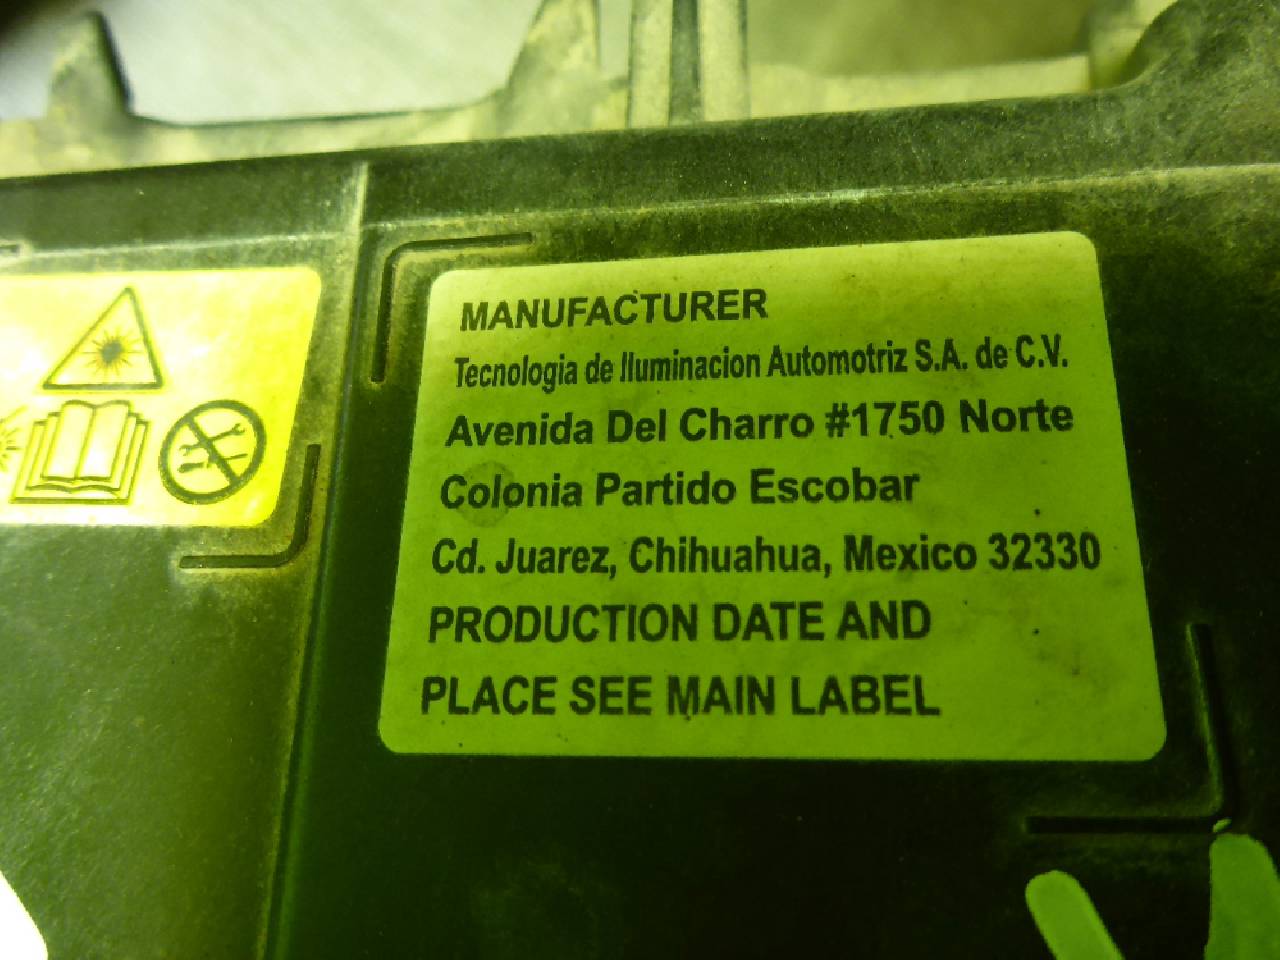 MANUFACTURER
Tecnologia de Iluminacion Automotriz S.A. de C.V.
Avenida Del Charro #1750 Norte
Colonia Partido Escobar
Cd. Juarez, Chihuahua, Mexico 32330
PRODUCTION DATE AND
PLACE SEE MAIN LABEL